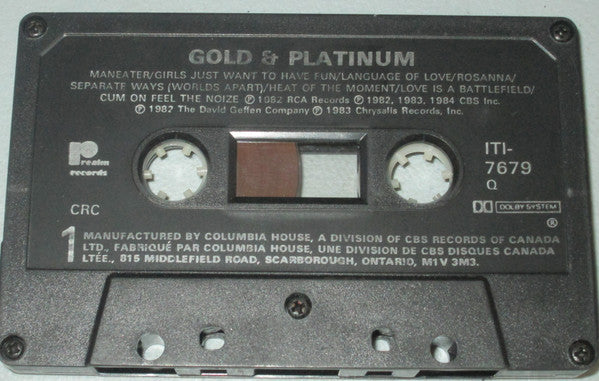 GOLD & PLATINUM
MANEATER/GIRLS JUST WANT TO HAVE FUN/LANGUAGE OF LOVE/ROSANNA/
SEPARATE WAYS (WORLDS APART)/HEAT OF THE MOMENT/LOVE IS A BATTLEFIELD/
CUM ON FEEL THE NOIZE ℗ 1982 RCA Records ℗ 1982, 1983, 1984 CBS Inc.
℗ 1982 The David Geffen Company ℗ 1983 Chrysalis Records, Inc.
r
realm
records
ITI-
7679
Q
CRC
DOLBY SYSTEM
®
1
MANUFACTURED BY COLUMBIA HOUSE, A DIVISION OF CBS RECORDS OF CANADA
LTD., FABRIQUÉ PAR COLUMBIA HOUSE, UNE DIVISION DE CBS DISQUES CANADA
LTÉE., 815 MIDDLEFIELD ROAD, SCARBOROUGH, ONTARIO, M1V 3M3.